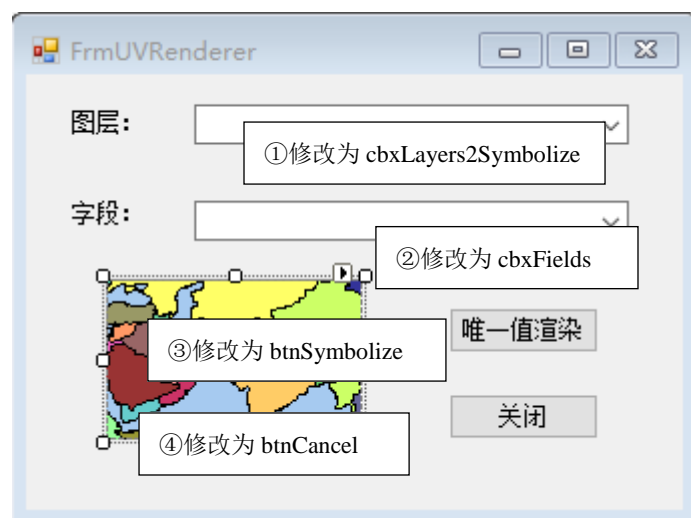 FrmUVRenderer
图层:
①修改为 cbxLayers2Symbolize
字段:
②修改为 cbxFields
唯一值渲染
③修改为 btnSymbolize
关闭
④修改为 btnCancel